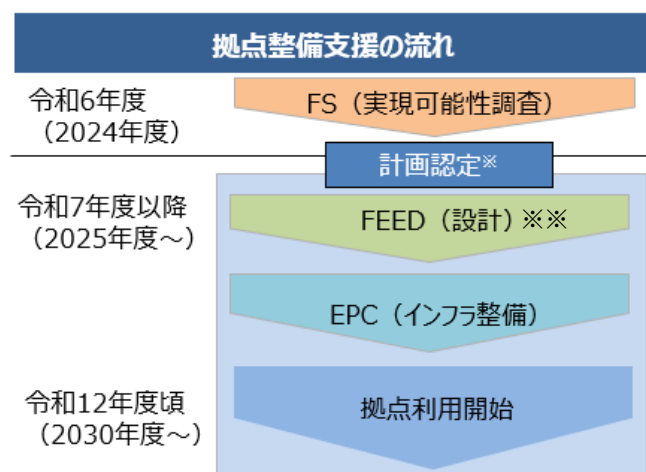 拠点整備支援の流れ
令和6年度
（2024年度）
FS（実現可能性調査）
計画認定※
令和7年度以降
（2025年度～）
FEED（設計）※※
EPC（インフラ整備）
令和12年度頃
（2030年度～）
拠点利用開始